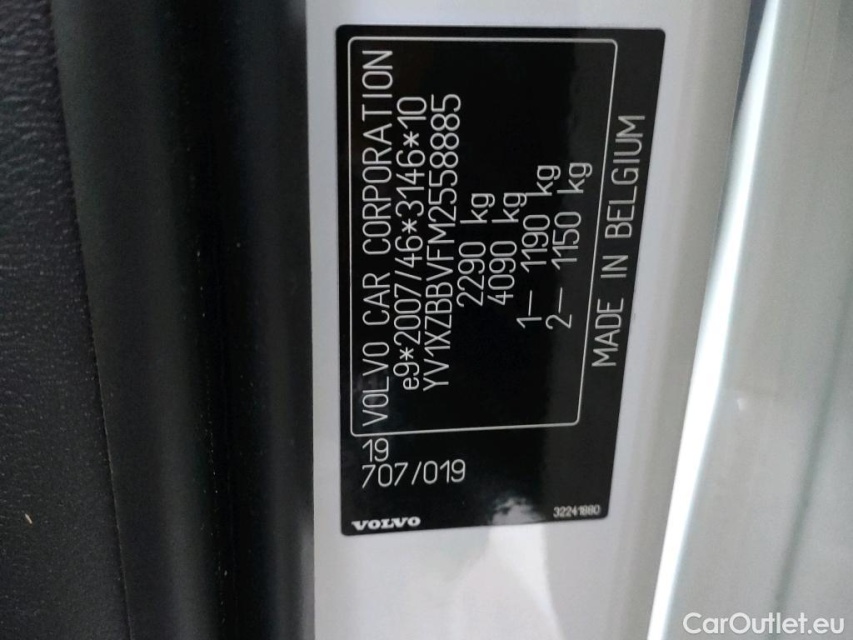 VOLVO CAR CORPORATION
e9*2007/46*3146*10
YV1XZBBVFM2558885
2290 kg
4090 kg
1– 1190 kg
2– 1150 kg
MADE IN BELGIUM
19
707/019
VOLVO
32241880
CarOutlet.eu